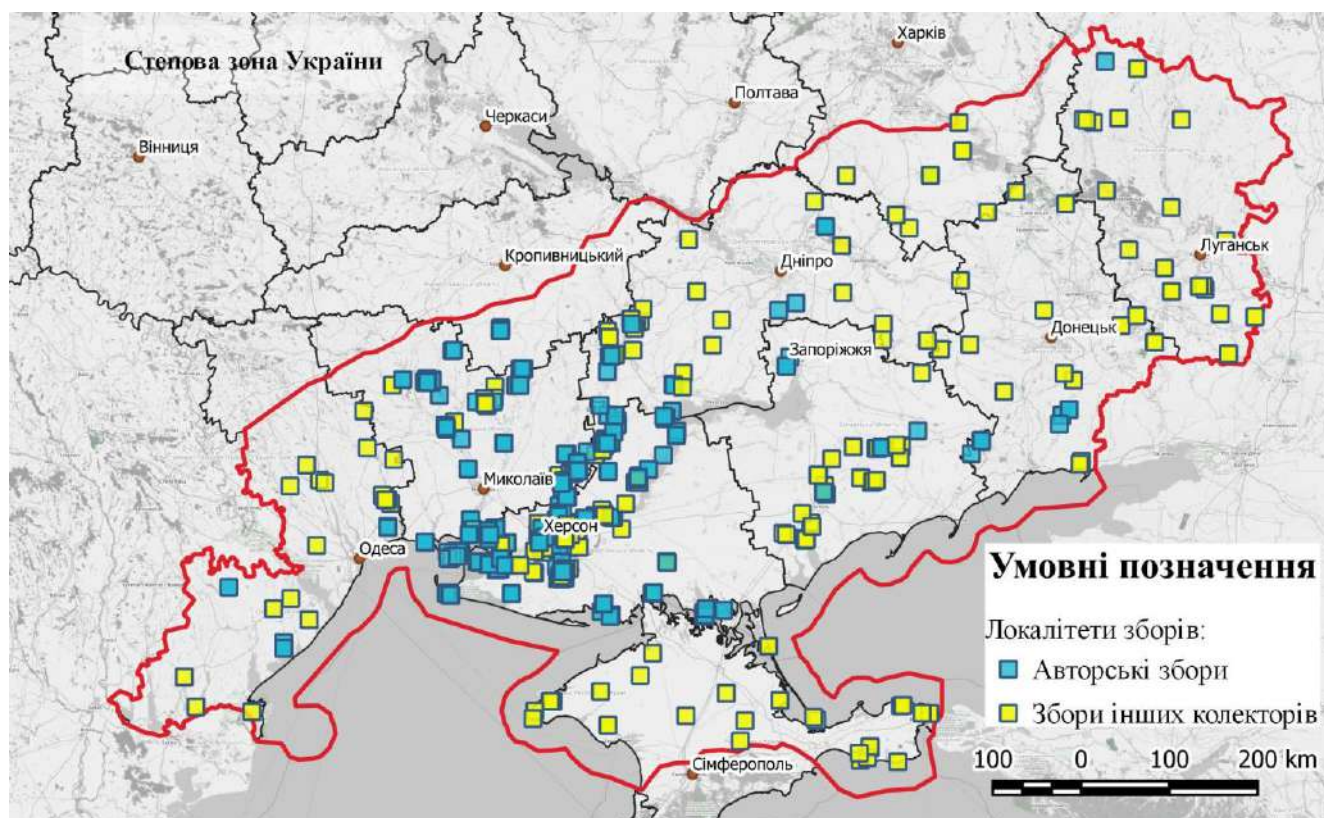 Степова зона України
Харків
Полтава
Черкаси
Вінниця
Кропивницький
Дніпро
Луганськ
Донецьк
Запоріжжя
Миколаїв
Херсон
Одеса
Сімферополь
Умовні позначення
Локалітети зборів:
Авторські збори
Збори інших колекторів
100 0 100 200 km